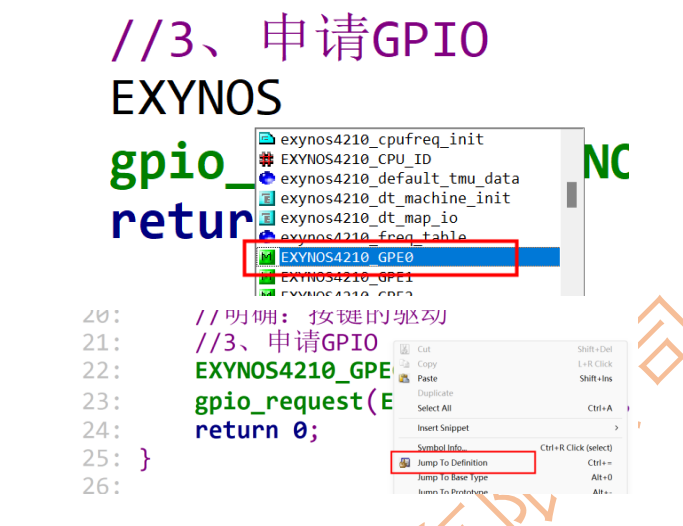 //3、申请GPIO
EXYNOS
gpio_
NO
return
exynos4210_cpufreq_init
EXYNOS4210_CPU_ID
exynos4210_default_tmu_data
exynos4210_dt_machine_init
exynos4210_dt_map_io
exynos4210_freq_table
EXYNOS4210_GPE0
EXYNOS4210_GPE1
EXYNOS4210_GPE2
20: //明确: 按键的驱动
21: //3、申请GPIO
22: EXYNOS4210_GPE
23: gpio_request(E
24: return 0;
25: }
26:
Cut Shift+Del
Copy L+R Click
Paste Shift+Ins
Duplicate
Select All Ctrl+A
Insert Snippet >
Symbol Info... Ctrl+R Click (select)
Jump To Definition Ctrl+=
Jump To Base Type Alt+0
Jump To Prototype Alt+-